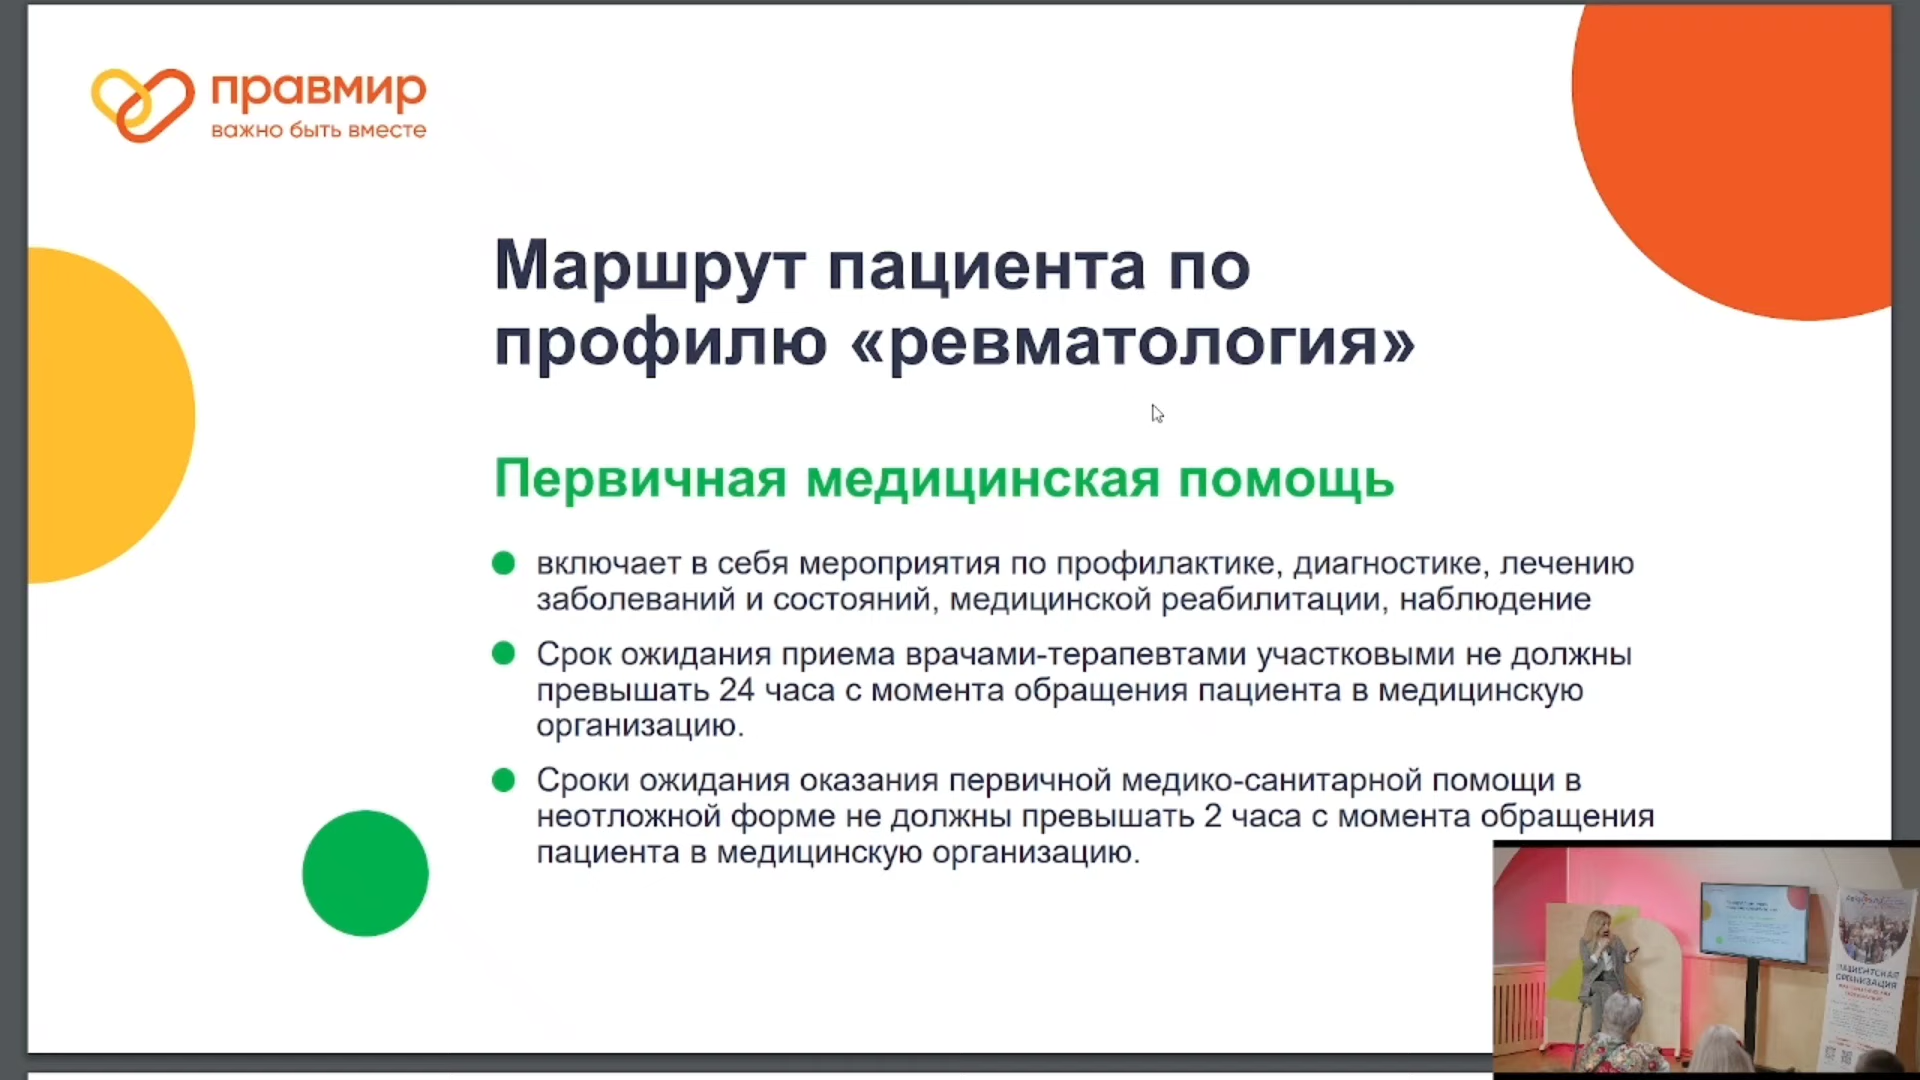 правмир
важно быть вместе
Маршрут пациента по
профилю «ревматология»
Первичная медицинская помощь
включает в себя мероприятия по профилактике, диагностике, лечению
заболеваний и состояний, медицинской реабилитации, наблюдение
Срок ожидания приема врачами-терапевтами участковыми не должны
превышать 24 часа с момента обращения пациента в медицинскую
организацию.
Сроки ожидания оказания первичной медико-санитарной помощи в
неотложной форме не должны превышать 2 часа с момента обращения
пациента в медицинскую организацию.
ПАЦИЕНТСКАЯ
ОРГАНИЗАЦИЯ